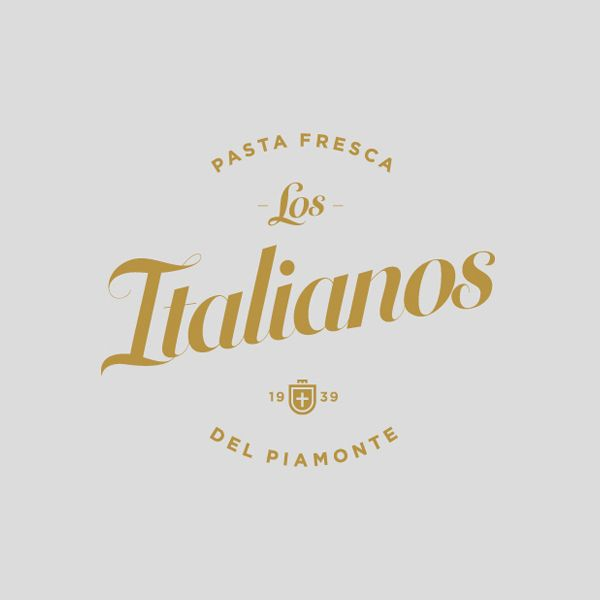 PASTA FRESCA
- Los -
Italianos
19 39
DEL PIAMONTE